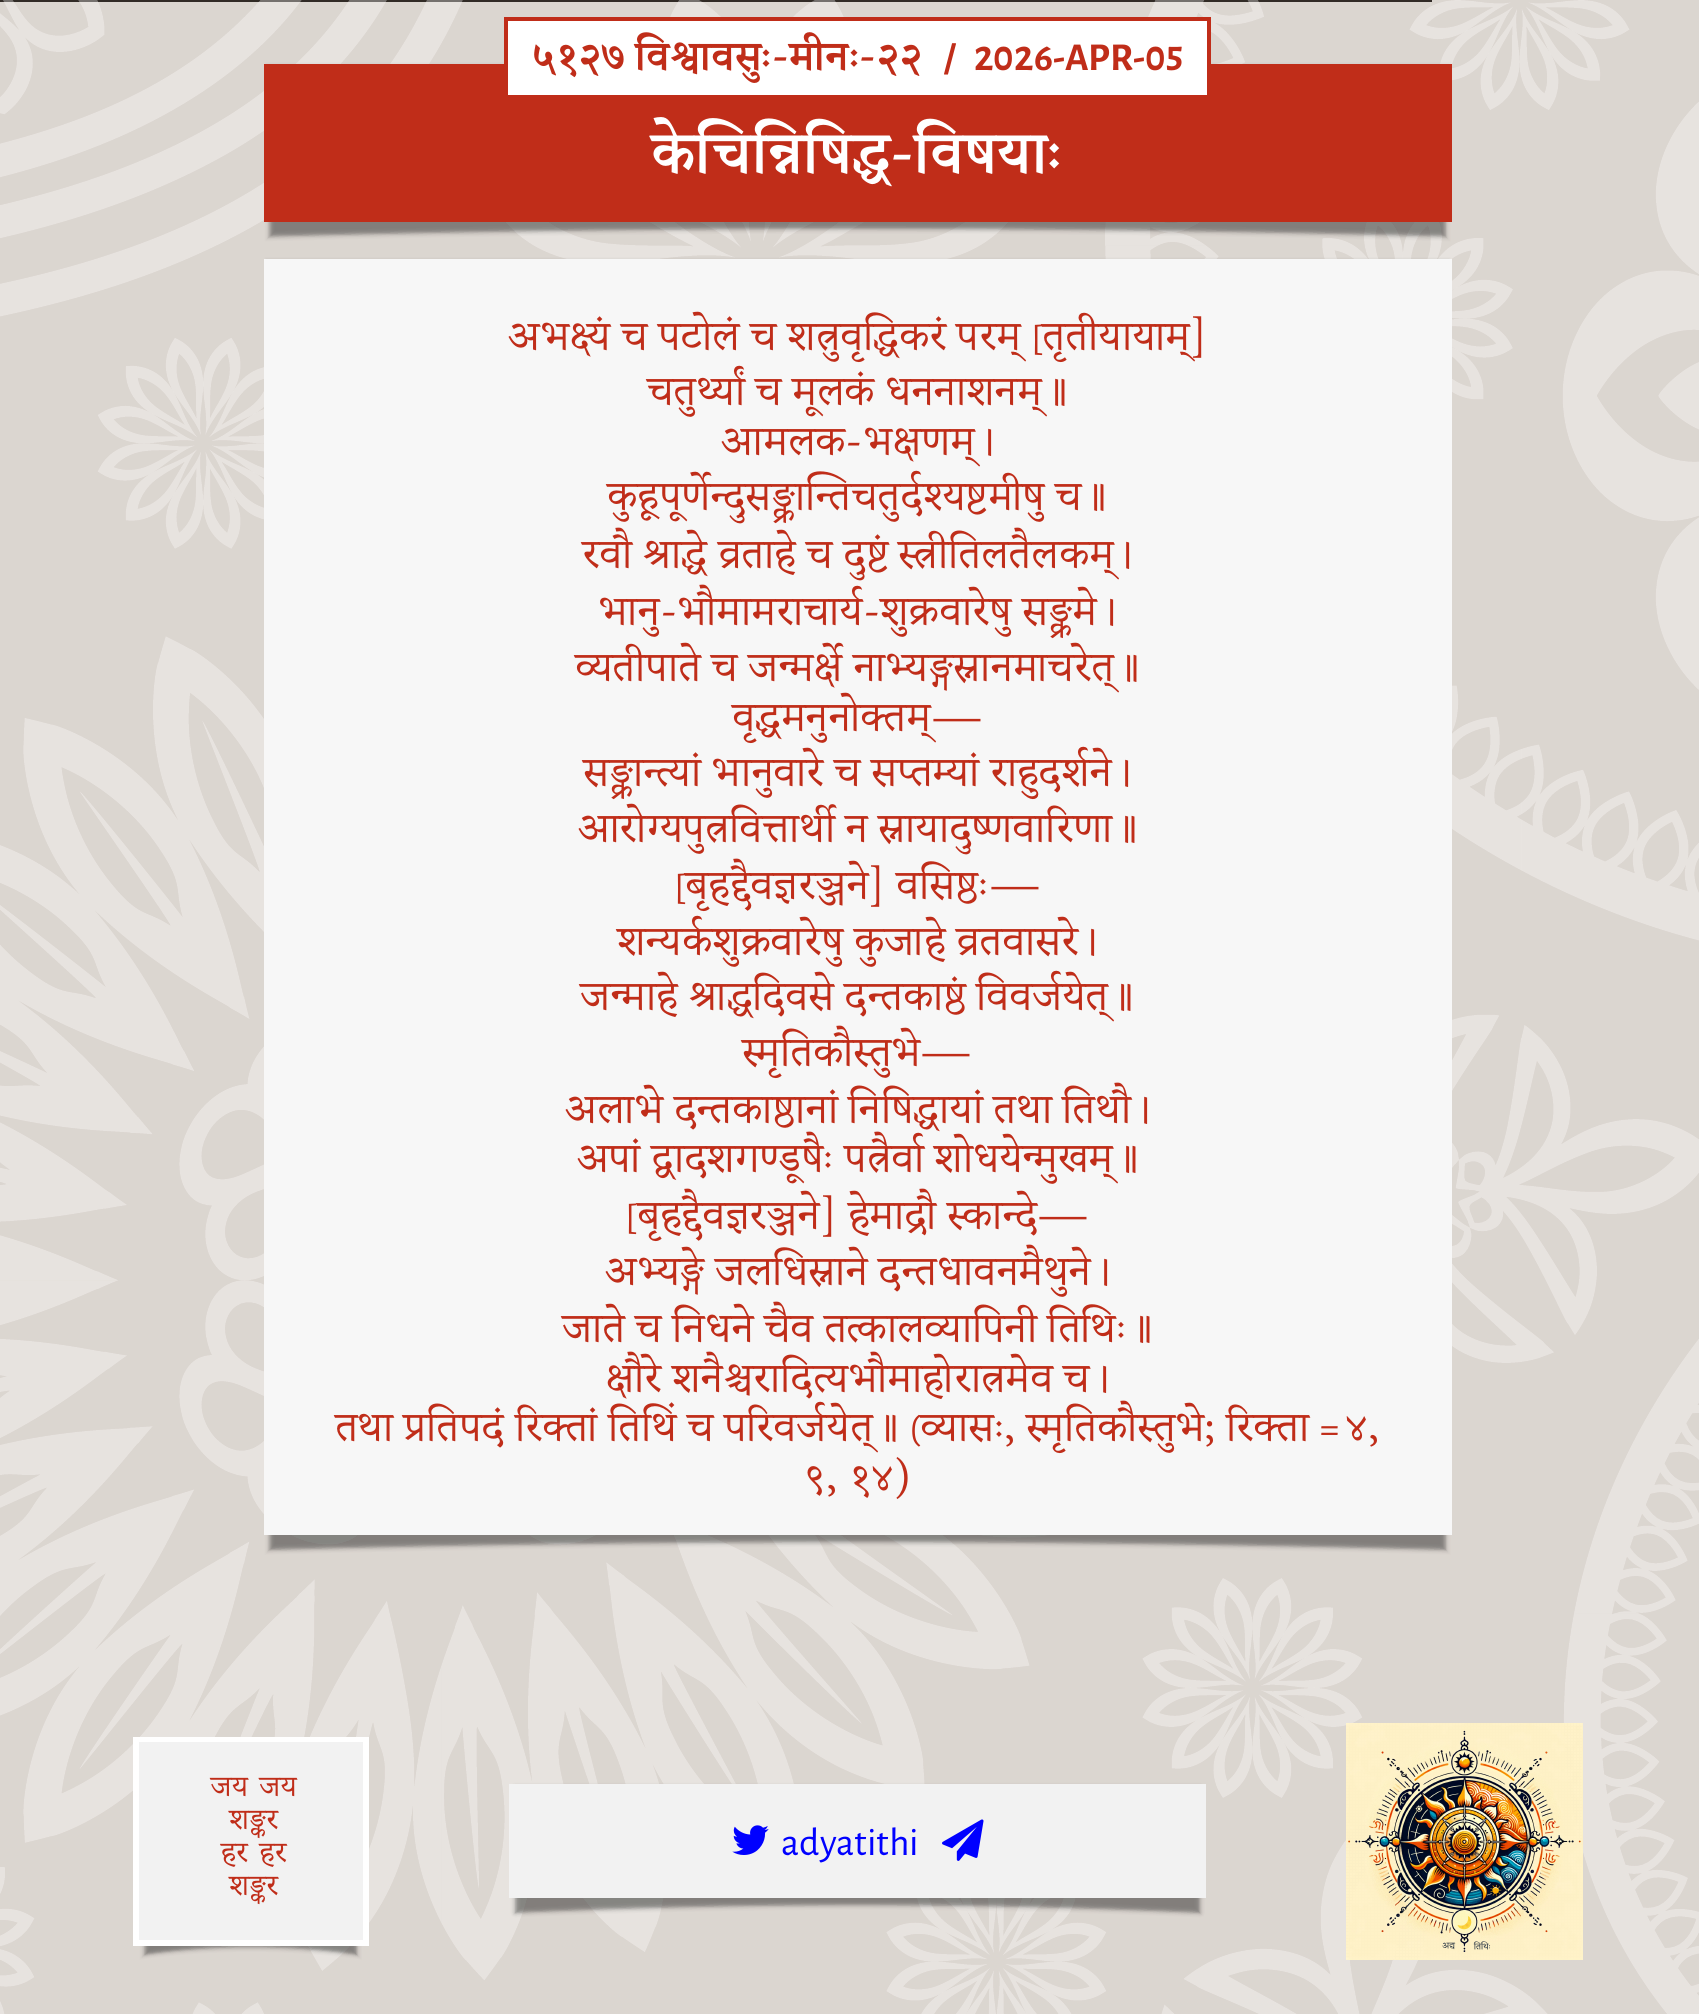 ५१२७ विश्वावसुः-मीनः-२२ / 2026-APR-05
केचिन्निषिद्ध-विषयाः
अभक्ष्यं च पटोलं च शत्रुवृद्धिकरं परम् [तृतीयायाम्]
चतुर्थ्यां च मूलकं धननाशनम्॥
आमलक-भक्षणम्।
कुहूपूर्णेन्दुसङ्क्रान्तिचतुर्दश्यष्टमीषु च॥
रवौ श्राद्धे व्रताहे च दुष्टं स्त्रीतिलतैलकम्।
भानु-भौमामराचार्य-शुक्रवारेषु सङ्क्रमे।
व्यतीपाते च जन्मर्क्षे नाभ्यङ्गस्नानमाचरेत्॥
वृद्धमनुनोक्तम्—
सङ्क्रान्त्यां भानुवारे च सप्तम्यां राहुदर्शने।
आरोग्यपुत्रवित्तार्थी न स्नायादुष्णवारिणा॥
[बृहद्दैवज्ञरञ्जने] वसिष्ठः—
शन्यर्कशुक्रवारेषु कुजाहे व्रतवासरे।
जन्माहे श्राद्धदिवसे दन्तकाष्ठं विवर्जयेत्॥
स्मृतिकौस्तुभे—
अलाभे दन्तकाष्ठानां निषिद्धायां तथा तिथौ।
अपां द्वादशगण्डूषैः पत्रैर्वा शोधयेन्मुखम्॥
[बृहद्दैवज्ञरञ्जने] हेमाद्रौ स्कान्दे—
अभ्यङ्गे जलधिस्नाने दन्तधावनमैथुने।
जाते च निधने चैव तत्कालव्यापिनी तिथिः॥
क्षौरे शनैश्चरादित्यभौमाहोरात्रमेव च।
तथा प्रतिपदं रिक्तां तिथिं च परिवर्जयेत्॥ (व्यासः, स्मृतिकौस्तुभे; रिक्ता = ४,
९, १४)
जय जय
शङ्कर
हर हर
शङ्कर
adyatithi
अद्य तिथिः